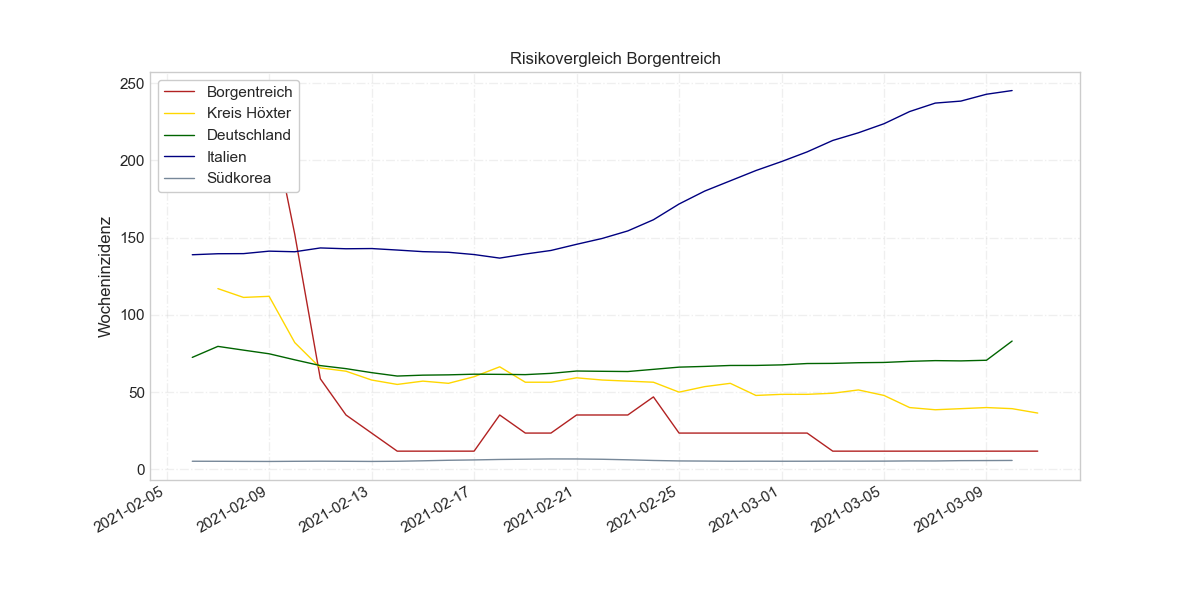 Risikovergleich Borgentreich
Borgentreich
Kreis Höxter
Deutschland
Italien
Südkorea
Wocheninzidenz
250
200
150
100
50
0
2021-02-05
2021-02-09
2021-02-13
2021-02-17
2021-02-21
2021-02-25
2021-03-01
2021-03-05
2021-03-09